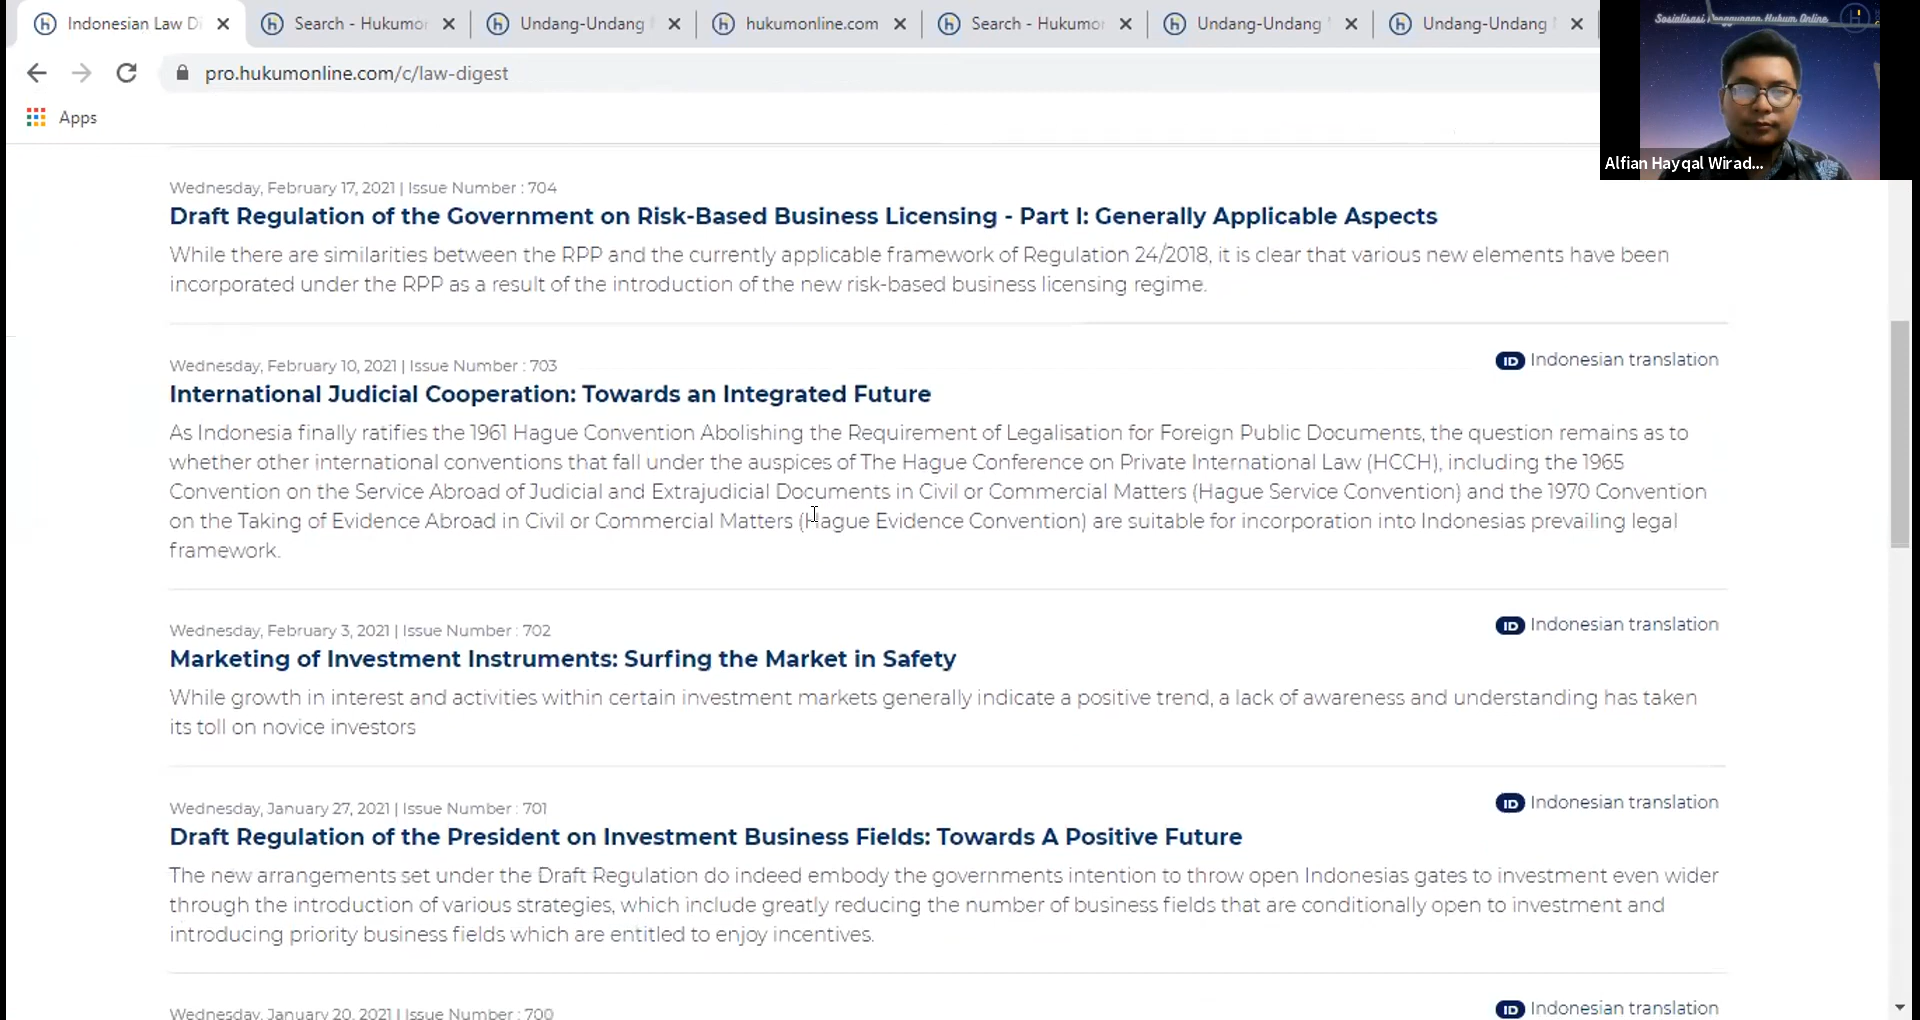 Indonesian Law Di
Search - Hukumor
Undang-Undang
hukumonline.com
Search - Hukumor
Undang-Undang
Undang-Undang
Sosialisasi Penggunaan Hukum Online
pro.hukumonline.com/c/law-digest
Apps
Alfian Hayqal Wirad...
Wednesday, February 17, 2021 | Issue Number : 704
Draft Regulation of the Government on Risk-Based Business Licensing - Part I: Generally Applicable Aspects
While there are similarities between the RPP and the currently applicable framework of Regulation 24/2018, it is clear that various new elements have been
incorporated under the RPP as a result of the introduction of the new risk-based business licensing regime.
Wednesday, February 10, 2021 | Issue Number : 703
ID Indonesian translation
International Judicial Cooperation: Towards an Integrated Future
As Indonesia finally ratifies the 1961 Hague Convention Abolishing the Requirement of Legalisation for Foreign Public Documents, the question remains as to
whether other international conventions that fall under the auspices of The Hague Conference on Private International Law (HCCH), including the 1965
Convention on the Service Abroad of Judicial and Extrajudicial Documents in Civil or Commercial Matters (Hague Service Convention) and the 1970 Convention
on the Taking of Evidence Abroad in Civil or Commercial Matters (Hague Evidence Convention) are suitable for incorporation into Indonesias prevailing legal
framework.
Wednesday, February 3, 2021 | Issue Number : 702
ID Indonesian translation
Marketing of Investment Instruments: Surfing the Market in Safety
While growth in interest and activities within certain investment markets generally indicate a positive trend, a lack of awareness and understanding has taken
its toll on novice investors
Wednesday, January 27, 2021 | Issue Number : 701
ID Indonesian translation
Draft Regulation of the President on Investment Business Fields: Towards A Positive Future
The new arrangements set under the Draft Regulation do indeed embody the governments intention to throw open Indonesias gates to investment even wider
through the introduction of various strategies, which include greatly reducing the number of business fields that are conditionally open to investment and
introducing priority business fields which are entitled to enjoy incentives.
Wednesday, January 20, 2021 | Issue Number : 700
ID Indonesian translation